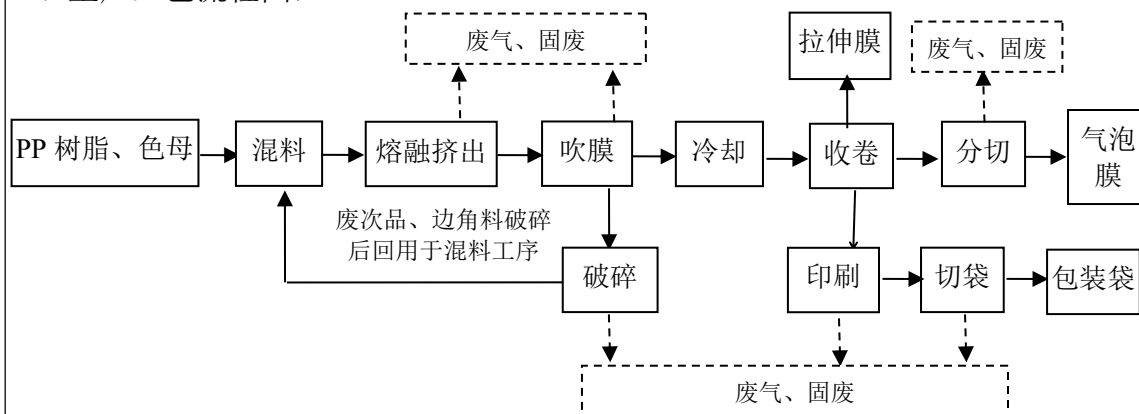 废气、固废
拉伸膜
废气、固废
PP 树脂、色母
混料
熔融挤出
吹膜
冷却
收卷
分切
气泡
膜
废次品、边角料破碎
后回用于混料工序
破碎
印刷
切袋
包装袋
废气、固废